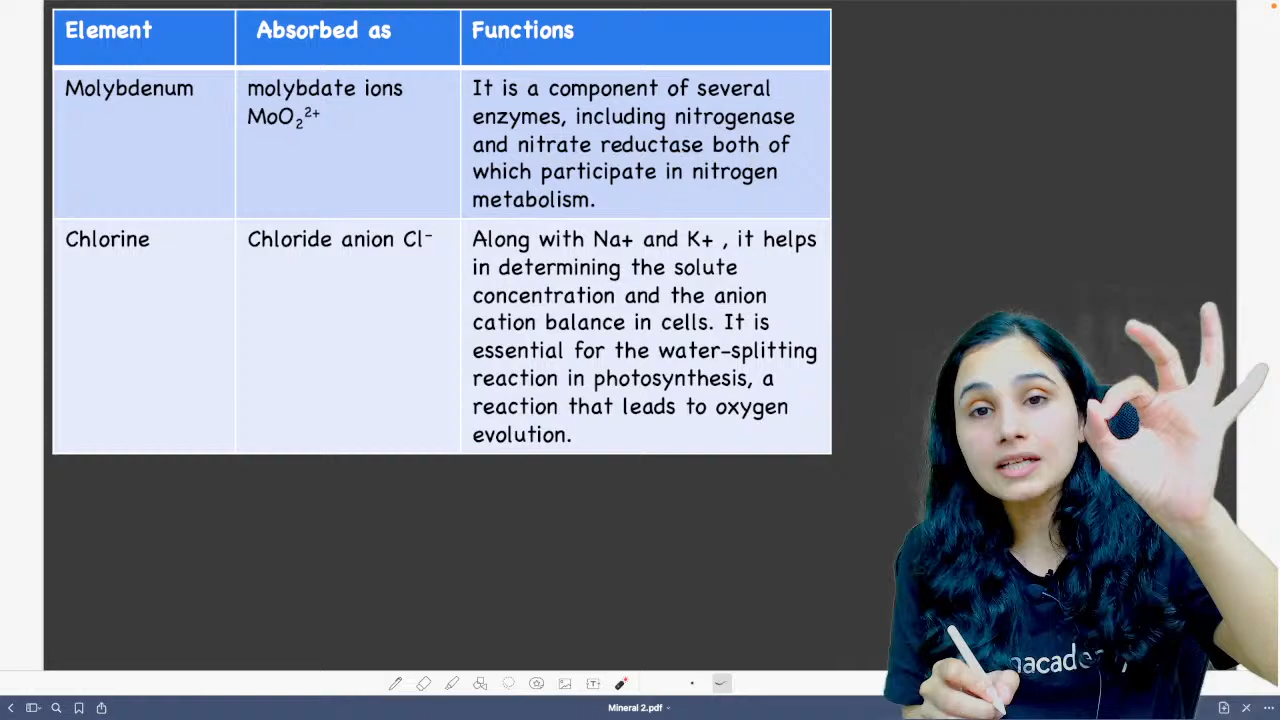 Element Absorbed as Functions
Molybdenum molybdate ions It is a component of several
MoO₂²⁺ enzymes, including nitrogenase
and nitrate reductase both of
which participate in nitrogen
metabolism.
Chlorine Chloride anion Cl⁻ Along with Na+ and K+ , it helps
in determining the solute
concentration and the anion
cation balance in cells. It is
essential for the water-splitting
reaction in photosynthesis, a
reaction that leads to oxygen
evolution.
nacade
Mineral 2.pdf